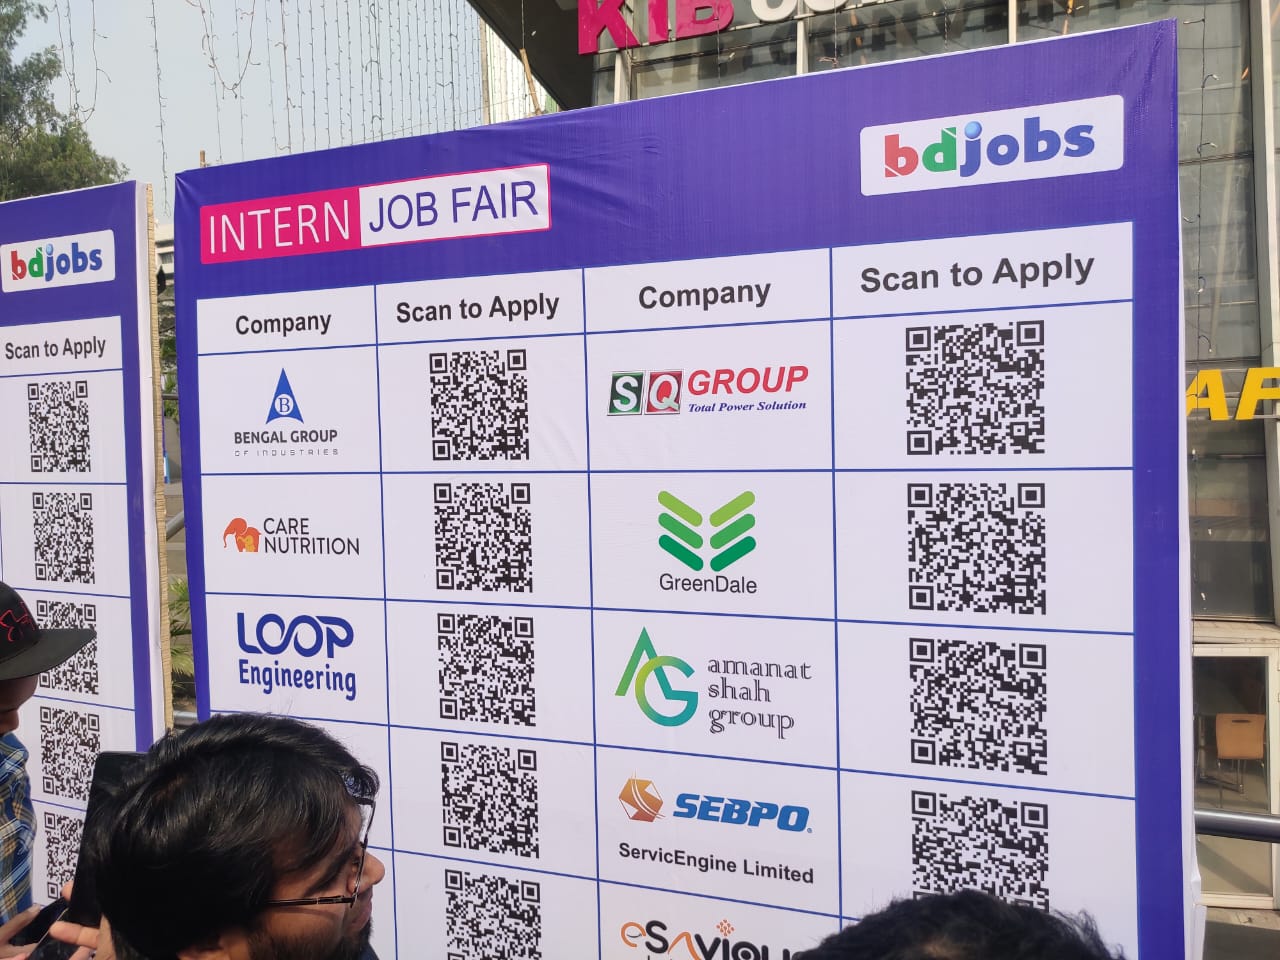 KIB
bdjobs
INTERN JOB FAIR
bdjobs
Scan to Apply
Company
Scan to Apply
Company
Scan to Apply
B
BENGAL GROUP
OF INDUSTRIES
SQ GROUP
Total Power Solution
CARE
NUTRITION
GreenDale
LOOP
Engineering
AG
amanat
shah
group
SEBPO
ServicEngine Limited